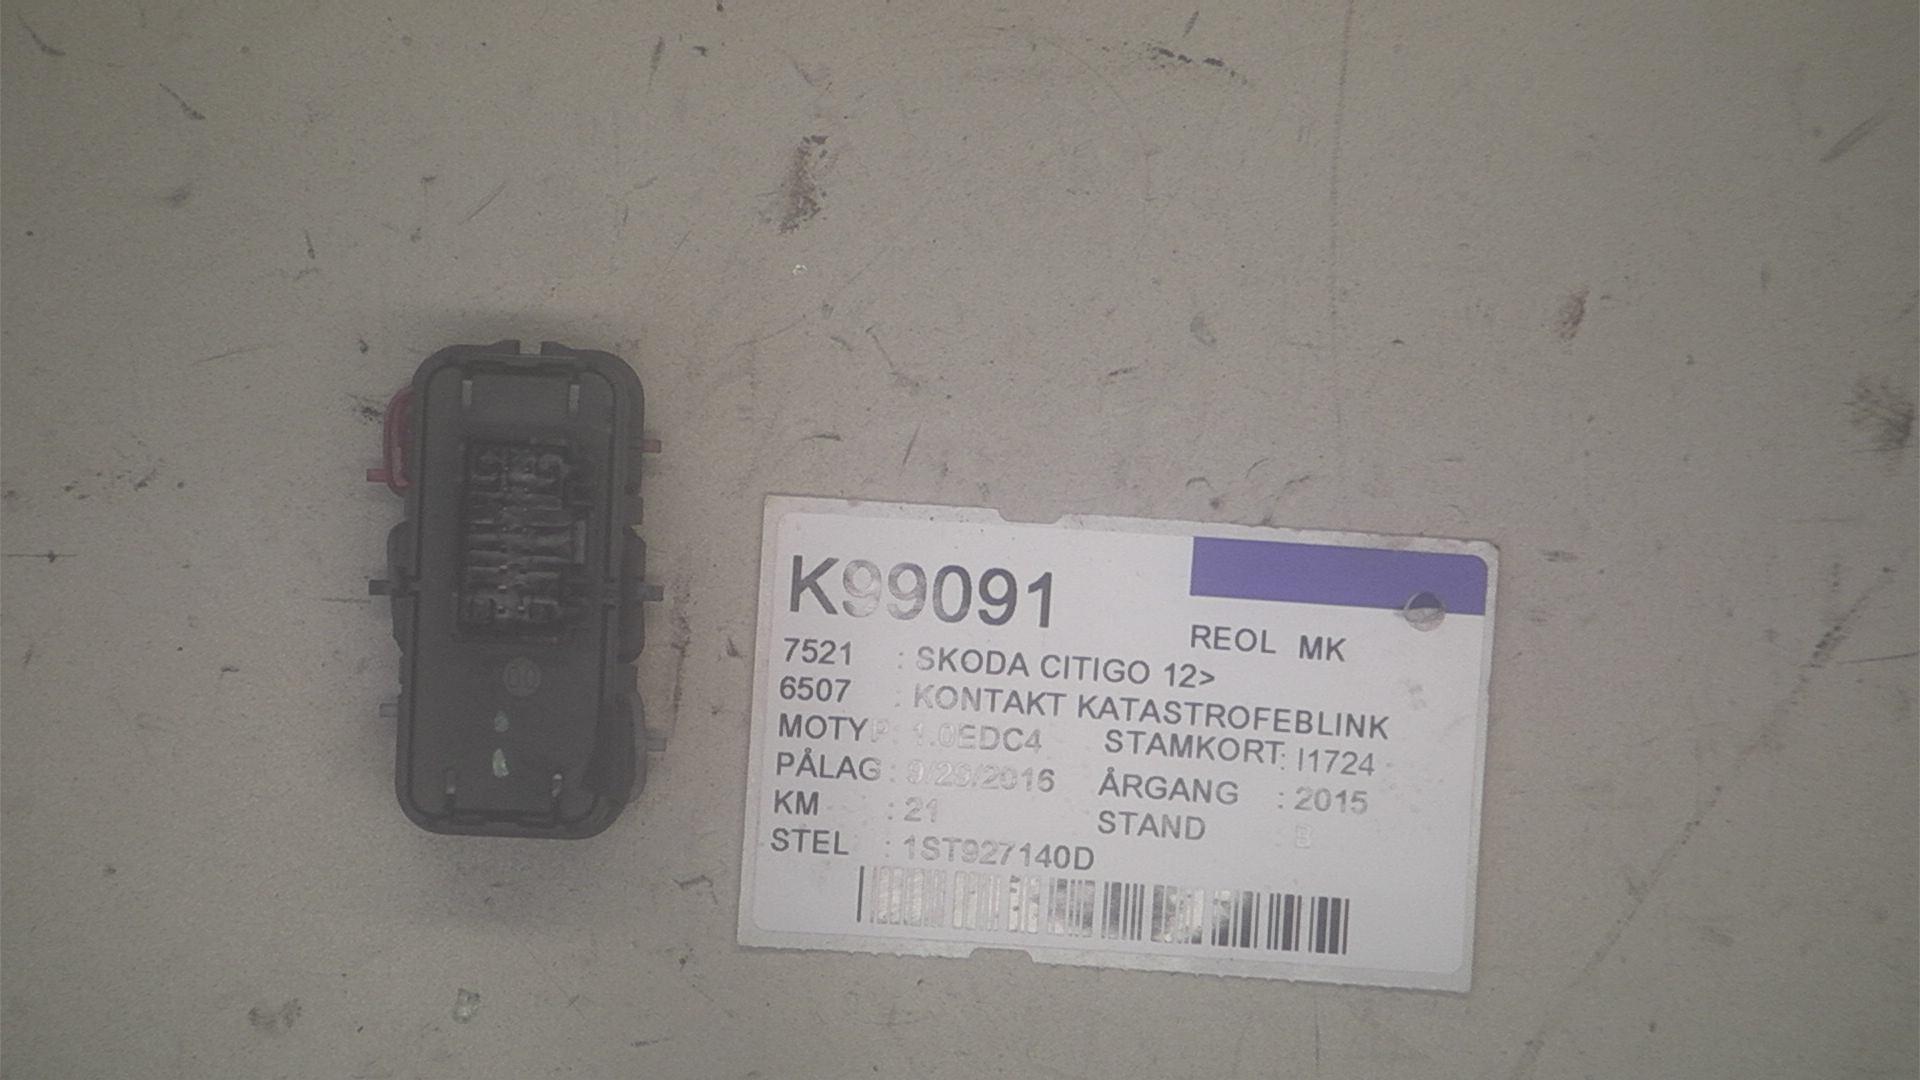 K99091
REOL MK
7521 : SKODA CITIGO 12>
6507 : KONTAKT KATASTROFEBLINK
MOTYP: 1.0EDC4 STAMKORT: I1724
PÅLAG: 9/29/2016 ÅRGANG : 2015
KM : 21 STAND : B
STEL : 1ST927140D